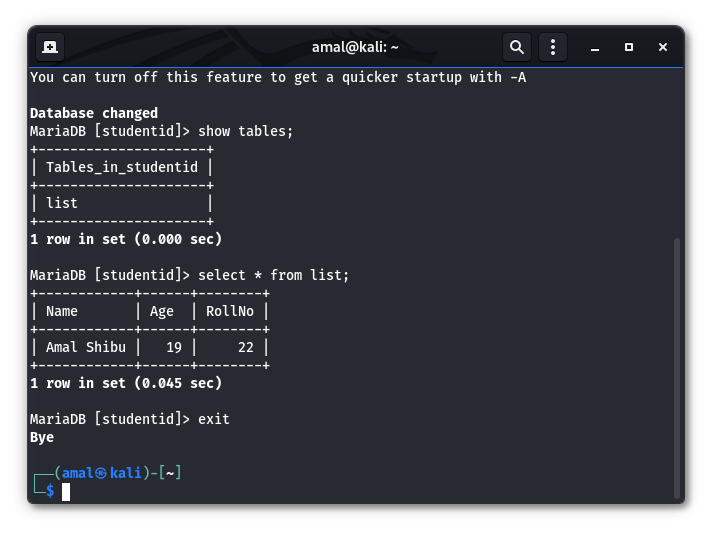 amal@kali: ~
You can turn off this feature to get a quicker startup with -A
Database changed
MariaDB [studentid]> show tables;
+---------------------+
| Tables_in_studentid |
+---------------------+
| list                |
+---------------------+
1 row in set (0.000 sec)
MariaDB [studentid]> select * from list;
+------------+------+--------+
| Name       | Age  | RollNo |
+------------+------+--------+
| Amal Shibu |   19 |     22 |
+------------+------+--------+
1 row in set (0.045 sec)
MariaDB [studentid]> exit
Bye
┌──(amal㉿kali)-[~]
└─$